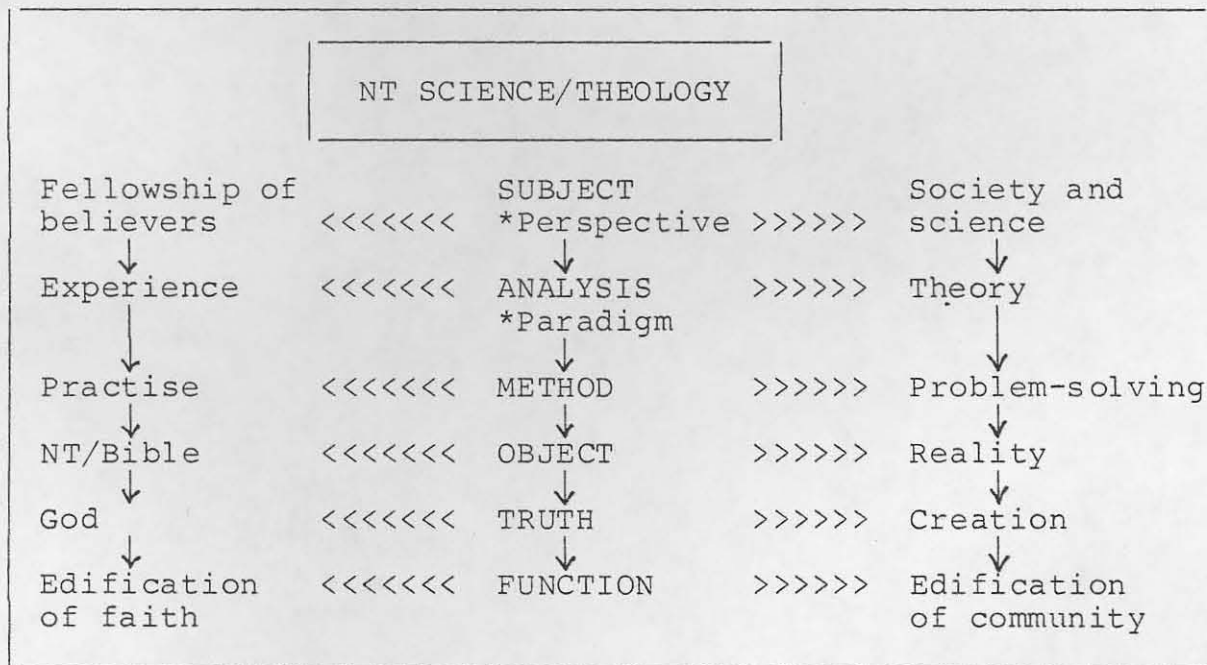 NT SCIENCE/THEOLOGY
Fellowship of SUBJECT Society and
believers <<<<<<< *Perspective >>>>>> science
Experience <<<<<<< ANALYSIS >>>>>> Theory
*Paradigm
Practise <<<<<<< METHOD >>>>>> Problem-solving
NT/Bible <<<<<<< OBJECT >>>>>> Reality
God <<<<<<< TRUTH >>>>>> Creation
Edification <<<<<<< FUNCTION >>>>>> Edification
of faith of community